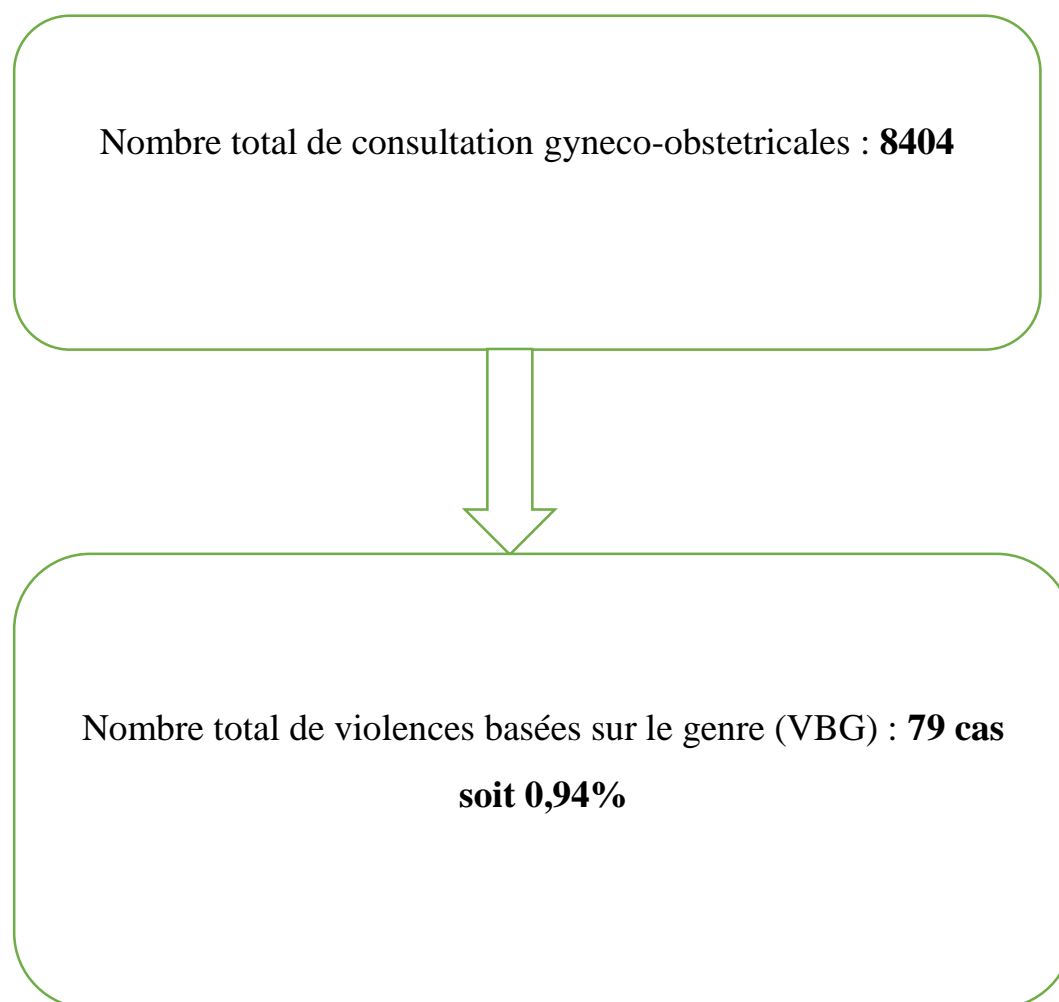 Nombre total de consultation gyneco-obstetricales : 8404
Nombre total de violences basées sur le genre (VBG) : 79 cas
soit 0,94%